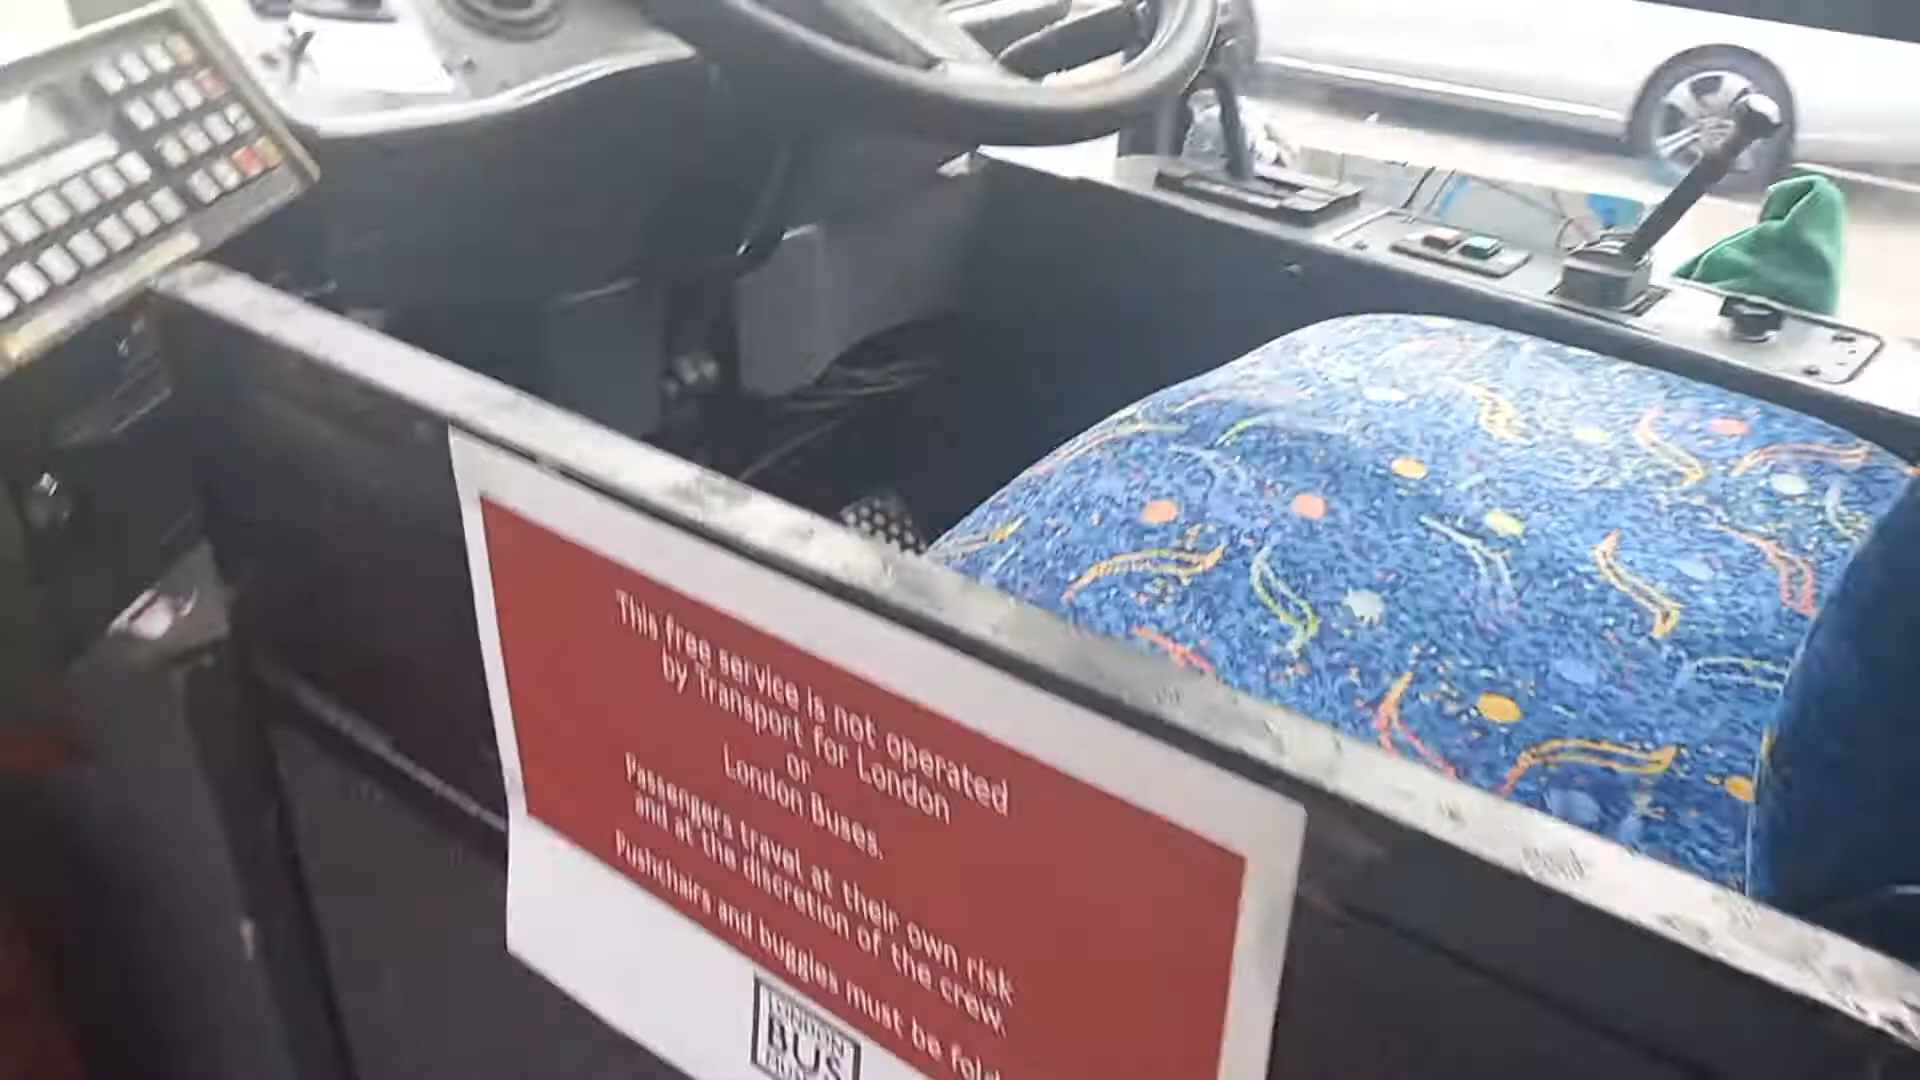 This free service is not operated
by Transport for London
or
London Buses.
Passengers travel at their own risk
and at the discretion of the crew.
Pushchairs and buggies must be
LONDON
BUS